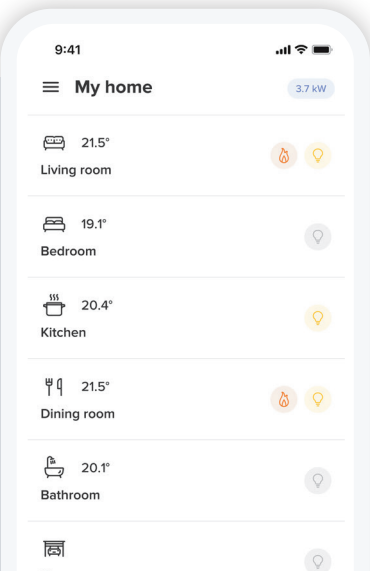 9:41
My home
3.7 kW
21.5°
Living room
19.1°
Bedroom
20.4°
Kitchen
21.5°
Dining room
20.1°
Bathroom